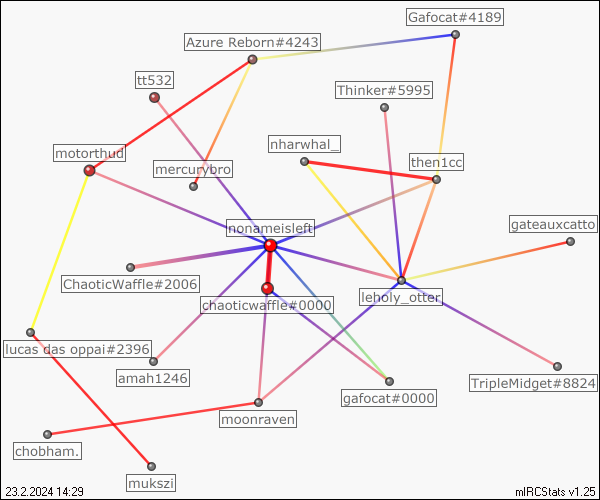 Gafocat#4189
Azure Reborn#4243
tt532
Thinker#5995
nharwhal_
motorthud
mercurybro
then1cc
nonameisleft
gateauxcatto
ChaoticWaffle#2006
leholy_otter
chaoticwaffle#0000
lucas das oppai#2396
amah1246
TripleMidget#8824
gafocat#0000
moonraven
chobham.
mukszi
23.2.2024 14:29
mIRCStats v1.25